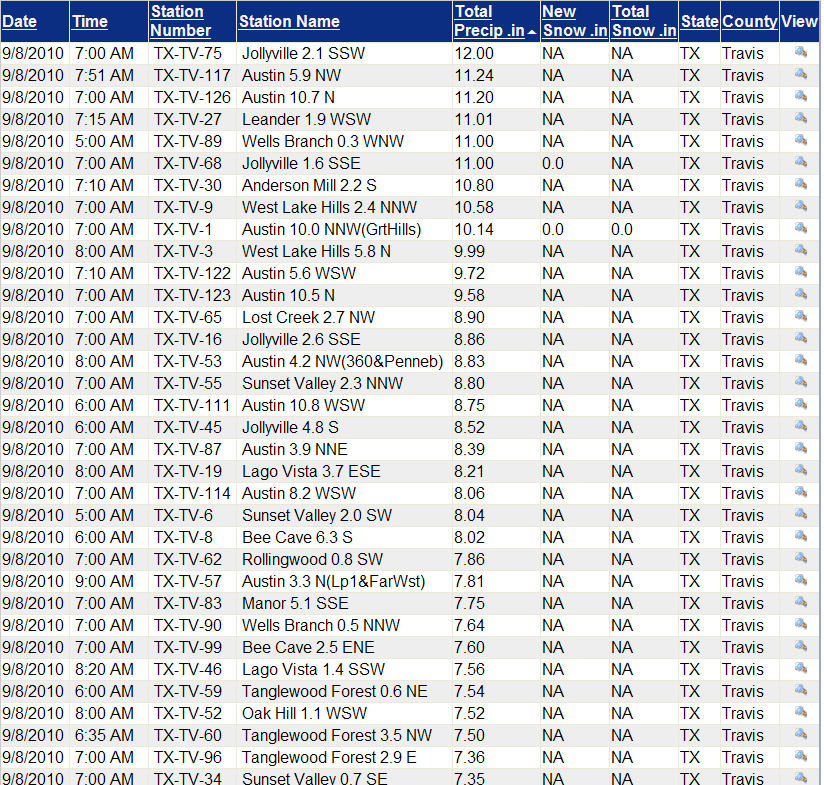 Date Time Station Number Station Name Total Precip .in New Snow .in Total Snow .in State County View
9/8/2010 7:00 AM TX-TV-75 Jollyville 2.1 SSW 12.00 NA NA TX Travis
9/8/2010 7:51 AM TX-TV-117 Austin 5.9 NW 11.24 NA NA TX Travis
9/8/2010 7:00 AM TX-TV-126 Austin 10.7 N 11.20 NA NA TX Travis
9/8/2010 7:15 AM TX-TV-27 Leander 1.9 WSW 11.01 NA NA TX Travis
9/8/2010 5:00 AM TX-TV-89 Wells Branch 0.3 WNW 11.00 NA NA TX Travis
9/8/2010 7:00 AM TX-TV-68 Jollyville 1.6 SSE 11.00 0.0 NA TX Travis
9/8/2010 7:10 AM TX-TV-30 Anderson Mill 2.2 S 10.80 NA NA TX Travis
9/8/2010 7:00 AM TX-TV-9 West Lake Hills 2.4 NNW 10.58 NA NA TX Travis
9/8/2010 7:00 AM TX-TV-1 Austin 10.0 NNW(GrtHills) 10.14 0.0 0.0 TX Travis
9/8/2010 8:00 AM TX-TV-3 West Lake Hills 5.8 N 9.99 NA NA TX Travis
9/8/2010 7:10 AM TX-TV-122 Austin 5.6 WSW 9.72 NA NA TX Travis
9/8/2010 7:00 AM TX-TV-123 Austin 10.5 N 9.58 NA NA TX Travis
9/8/2010 7:00 AM TX-TV-65 Lost Creek 2.7 NW 8.90 NA NA TX Travis
9/8/2010 7:00 AM TX-TV-16 Jollyville 2.6 SSE 8.86 NA NA TX Travis
9/8/2010 8:00 AM TX-TV-53 Austin 4.2 NW(360&Penneb) 8.83 NA NA TX Travis
9/8/2010 7:00 AM TX-TV-55 Sunset Valley 2.3 NNW 8.80 NA NA TX Travis
9/8/2010 6:00 AM TX-TV-111 Austin 10.8 WSW 8.75 NA NA TX Travis
9/8/2010 6:00 AM TX-TV-45 Jollyville 4.8 S 8.52 NA NA TX Travis
9/8/2010 7:00 AM TX-TV-87 Austin 3.9 NNE 8.39 NA NA TX Travis
9/8/2010 8:00 AM TX-TV-19 Lago Vista 3.7 ESE 8.21 NA NA TX Travis
9/8/2010 7:00 AM TX-TV-114 Austin 8.2 WSW 8.06 NA NA TX Travis
9/8/2010 5:00 AM TX-TV-6 Sunset Valley 2.0 SW 8.04 NA NA TX Travis
9/8/2010 6:00 AM TX-TV-8 Bee Cave 6.3 S 8.02 NA NA TX Travis
9/8/2010 7:00 AM TX-TV-62 Rollingwood 0.8 SW 7.86 NA NA TX Travis
9/8/2010 9:00 AM TX-TV-57 Austin 3.3 N(Lp1&FarWst) 7.81 NA NA TX Travis
9/8/2010 7:00 AM TX-TV-83 Manor 5.1 SSE 7.75 NA NA TX Travis
9/8/2010 7:00 AM TX-TV-90 Wells Branch 0.5 NNW 7.64 NA NA TX Travis
9/8/2010 7:00 AM TX-TV-99 Bee Cave 2.5 ENE 7.60 NA NA TX Travis
9/8/2010 8:20 AM TX-TV-46 Lago Vista 1.4 SSW 7.56 NA NA TX Travis
9/8/2010 6:00 AM TX-TV-59 Tanglewood Forest 0.6 NE 7.54 NA NA TX Travis
9/8/2010 8:00 AM TX-TV-52 Oak Hill 1.1 WSW 7.52 NA NA TX Travis
9/8/2010 6:35 AM TX-TV-60 Tanglewood Forest 3.5 NW 7.50 NA NA TX Travis
9/8/2010 7:00 AM TX-TV-96 Tanglewood Forest 2.9 E 7.36 NA NA TX Travis
9/8/2010 7:00 AM TX-TV-34 Sunset Valley 0.7 SE 7.35 NA NA TX Travis